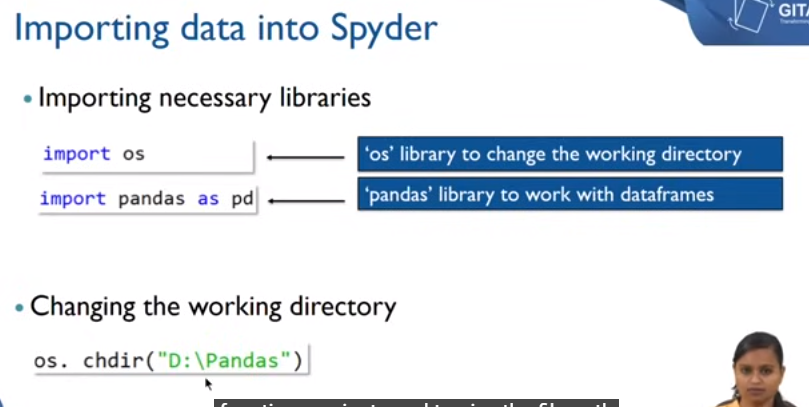 GITA
Importing data into Spyder
• Importing necessary libraries
import os
'os' library to change the working directory
import pandas as pd
'pandas' library to work with dataframes
• Changing the working directory
os. chdir("D:\Pandas")